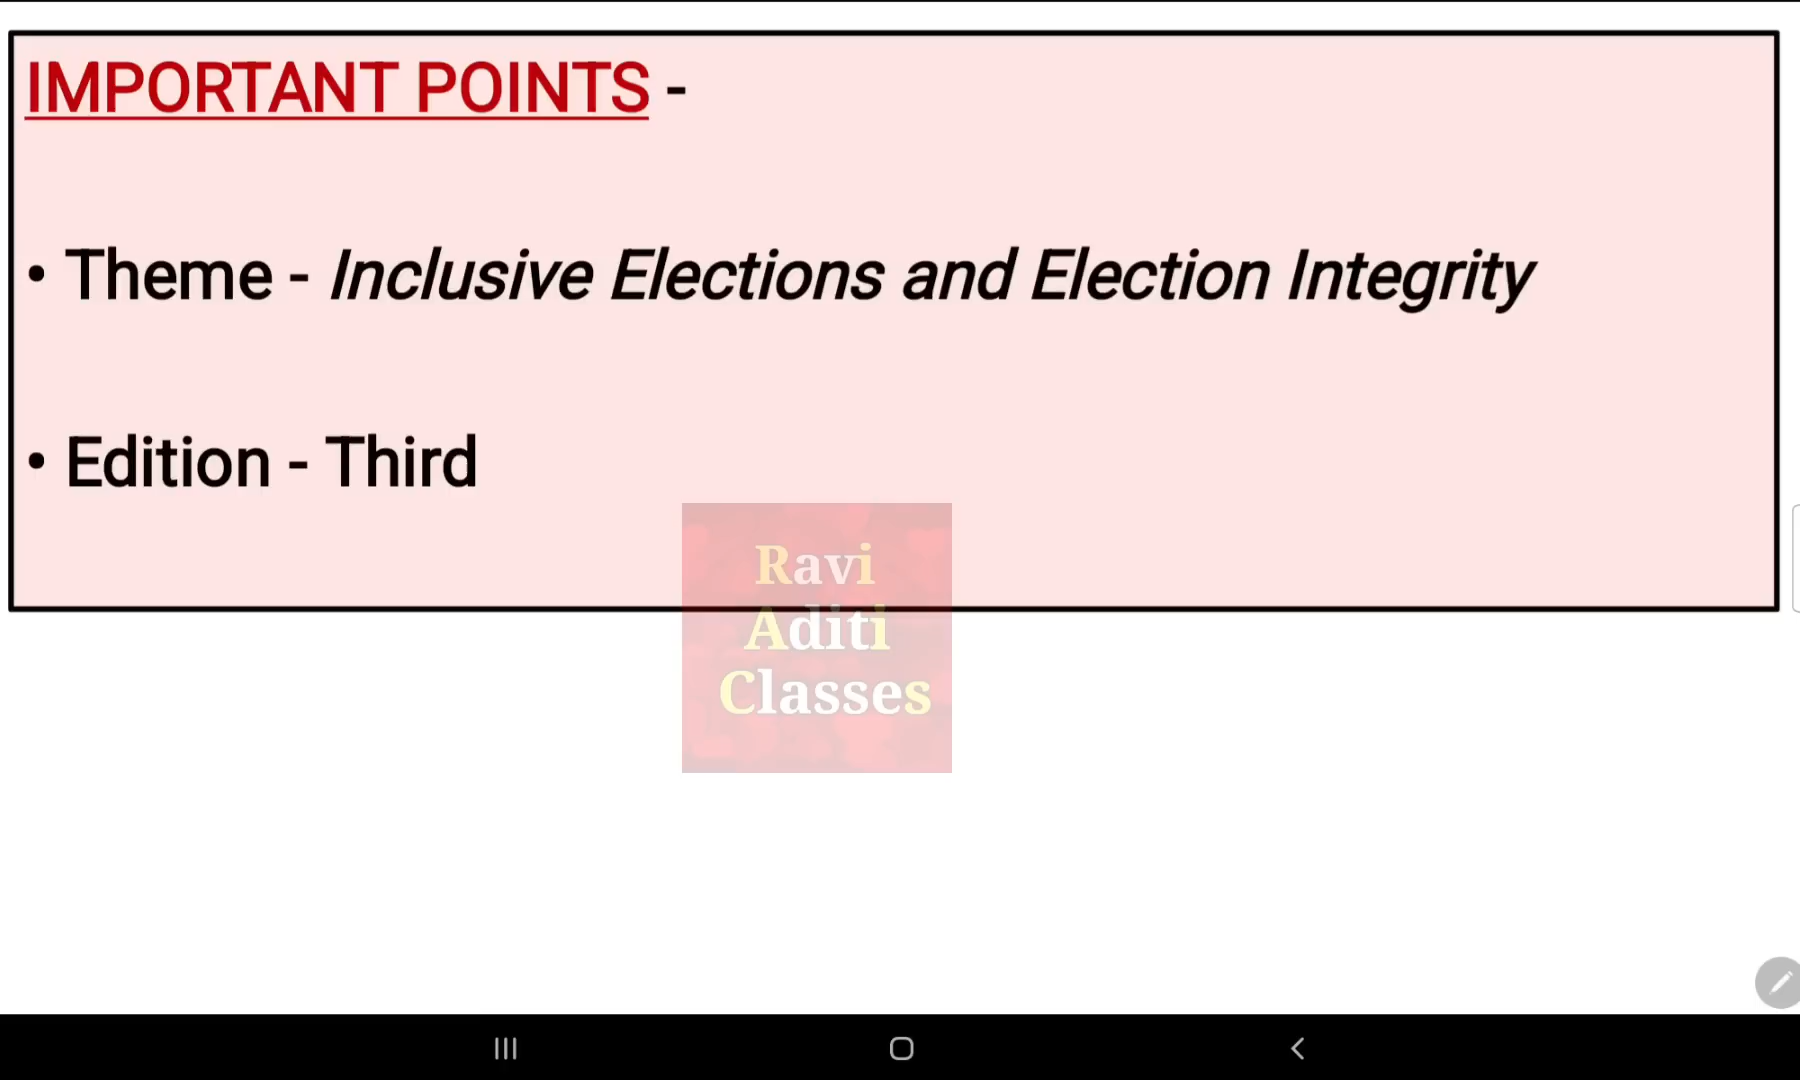 IMPORTANT POINTS -
• Theme - Inclusive Elections and Election Integrity
• Edition - Third
Ravi
Aditi
Classes